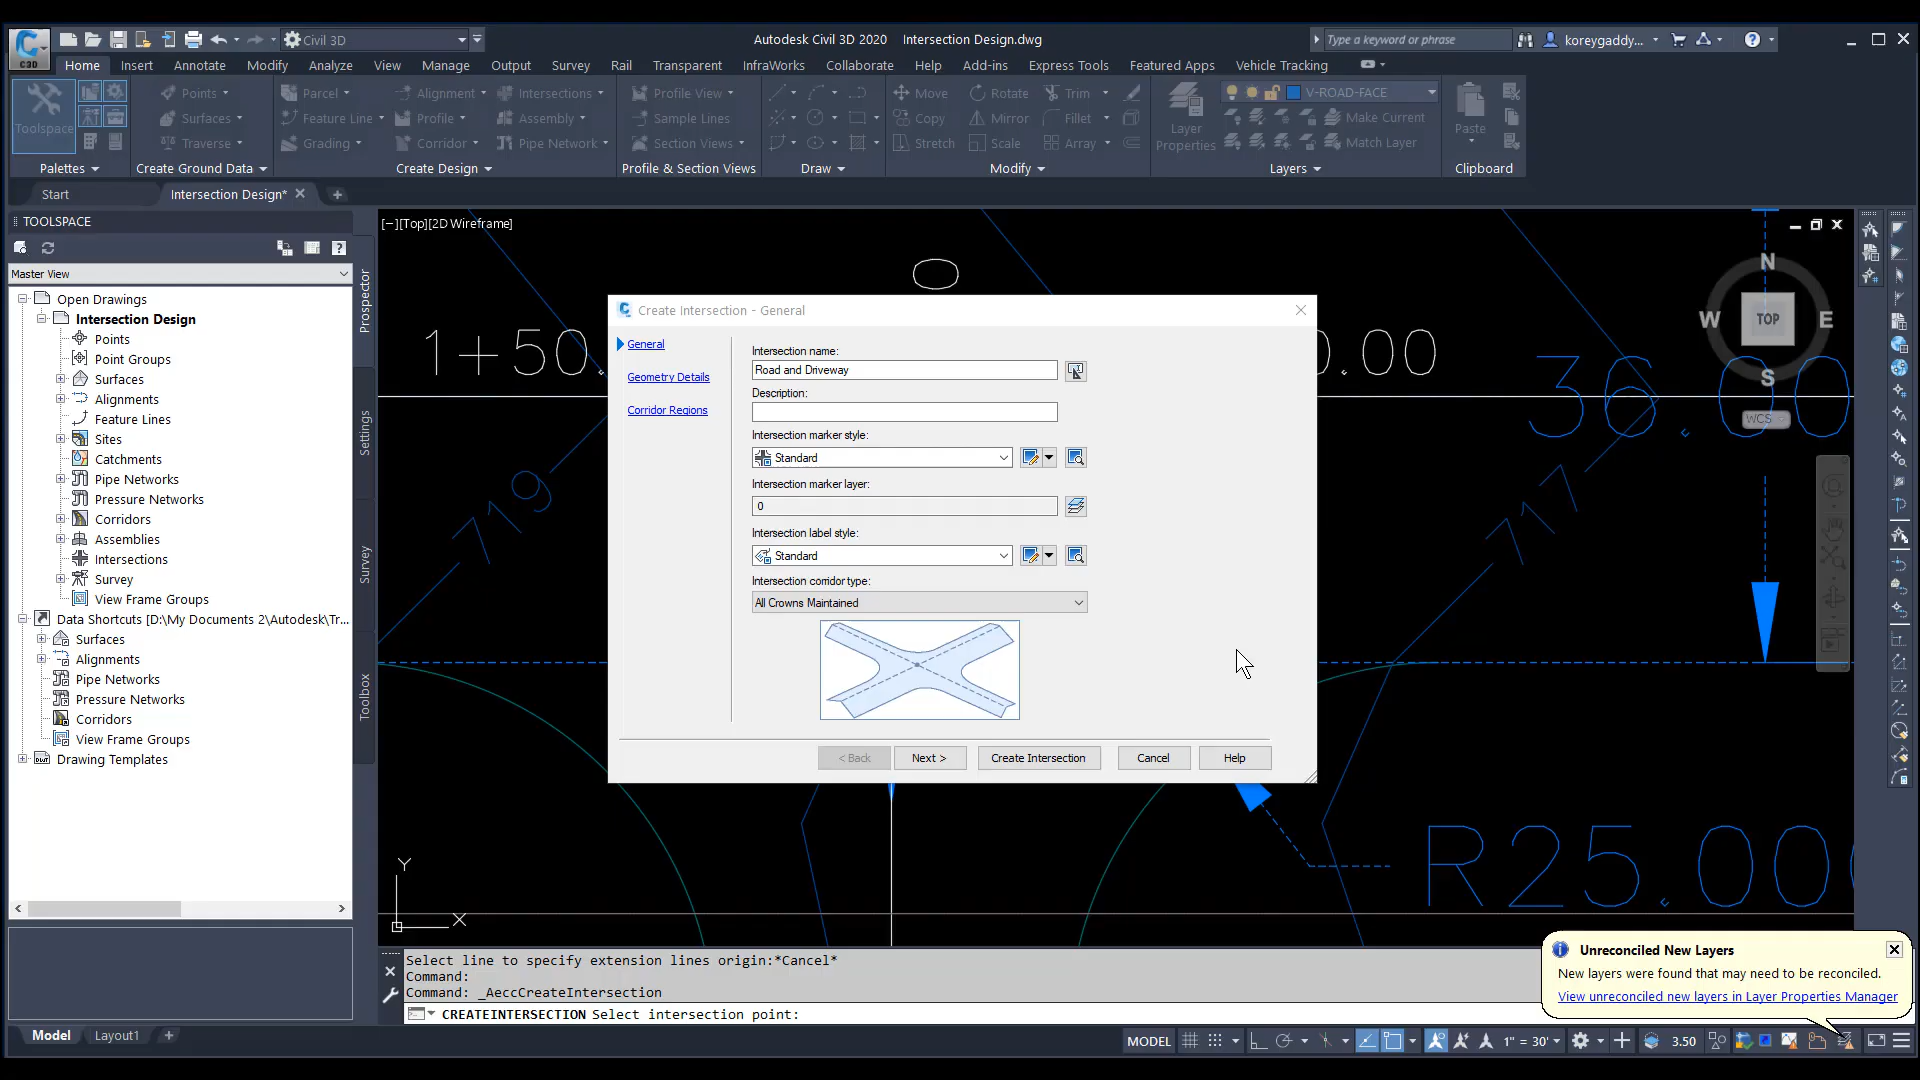 Civil 3D
Autodesk Civil 3D 2020 Intersection Design.dwg
Type a keyword or phrase
koreygaddy...
C3D
Home Insert Annotate Modify Analyze View Manage Output Survey Rail Transparent InfraWorks Collaborate Help Add-ins Express Tools Featured Apps Vehicle Tracking
Toolspace
Points Parcel Alignment Intersections Profile View Move Rotate Trim V-ROAD-FACE
Surfaces Feature Line Profile Assembly Sample Lines Copy Mirror Fillet Make Current
Traverse Grading Corridor Pipe Network Section Views Stretch Scale Array Match Layer
Layer Properties
Paste
Palettes Create Ground Data Create Design Profile & Section Views Draw Modify Layers Clipboard
Start Intersection Design*
TOOLSPACE
Master View
Open Drawings
Intersection Design
Points
Point Groups
Surfaces
Alignments
Feature Lines
Sites
Catchments
Pipe Networks
Pressure Networks
Corridors
Assemblies
Intersections
Survey
View Frame Groups
Data Shortcuts [D:\My Documents 2\Autodesk\Tr...
Surfaces
Alignments
Pipe Networks
Pressure Networks
Corridors
View Frame Groups
Drawing Templates
Prospector
Settings
Survey
Toolbox
[−][Top][2D Wireframe]
1+50.
0.00
36.00
719
717
R25.000
N
W TOP E
S
WCS
Y
X
Create Intersection - General
General
Geometry Details
Corridor Regions
Intersection name:
Road and Driveway
Description:
Intersection marker style:
Standard
Intersection marker layer:
0
Intersection label style:
Standard
Intersection corridor type:
All Crowns Maintained
< Back Next > Create Intersection Cancel Help
Select line to specify extension lines origin:*Cancel*
Command:
Command: _AeccCreateIntersection
CREATEINTERSECTION Select intersection point:
Unreconciled New Layers
New layers were found that may need to be reconciled.
View unreconciled new layers in Layer Properties Manager
Model Layout1
MODEL 1" = 30' 3.50